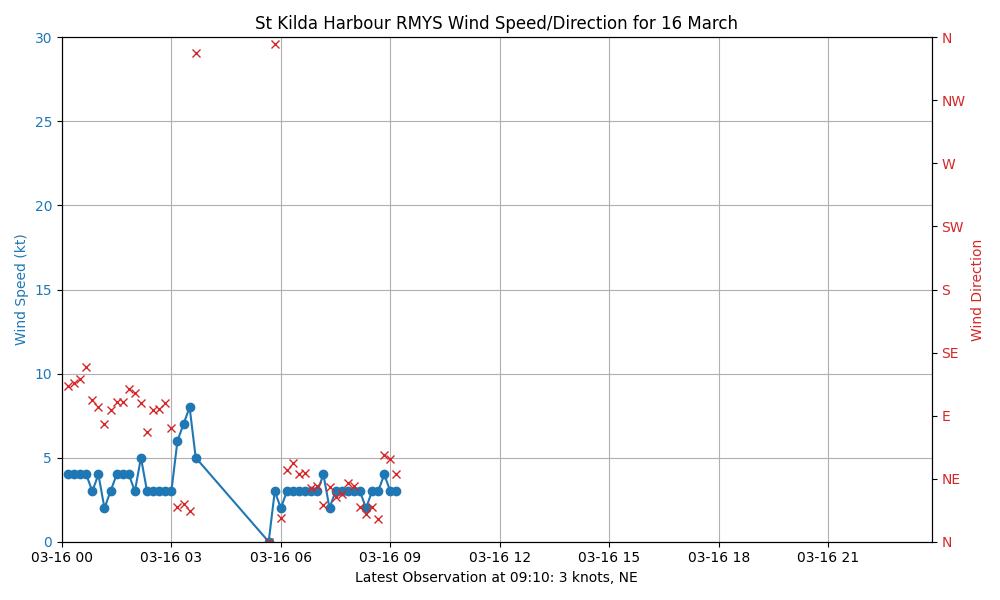 St Kilda Harbour RMYS Wind Speed/Direction for 16 March
30
25
20
15
10
5
0
Wind Speed (kt)
N
NW
W
SW
S
SE
E
NE
N
Wind Direction
03-16 00
03-16 03
03-16 06
03-16 09
03-16 12
03-16 15
03-16 18
03-16 21
Latest Observation at 09:10: 3 knots, NE